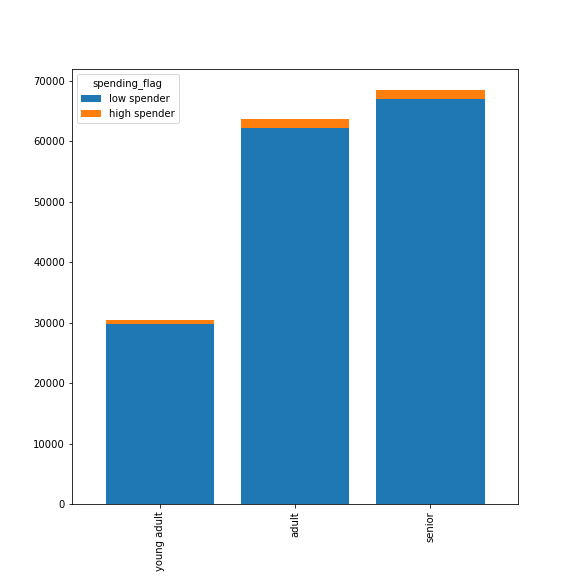 spending_flag
low spender
high spender
70000
60000
50000
40000
30000
20000
10000
0
young adult
adult
senior